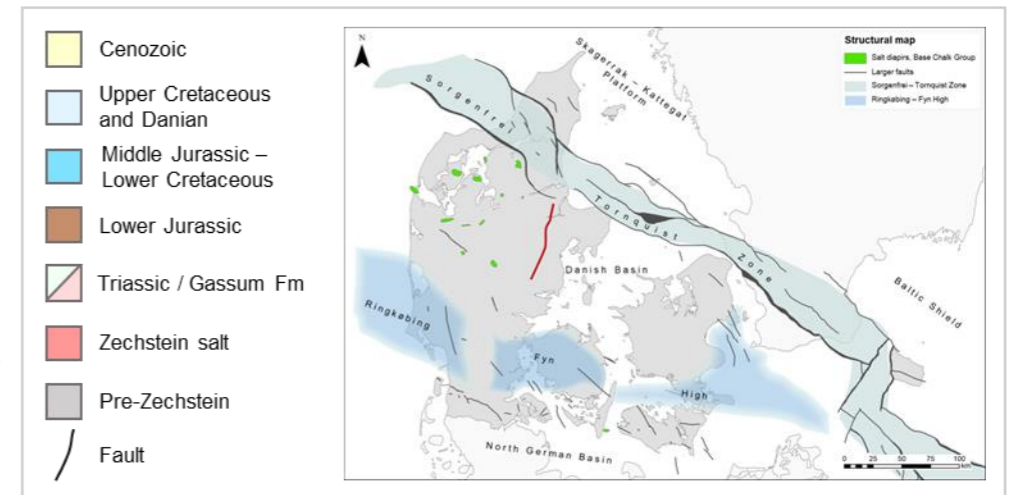 Cenozoic
Upper Cretaceous
and Danian
Middle Jurassic –
Lower Cretaceous
Lower Jurassic
Triassic / Gassum Fm
Zechstein salt
Pre-Zechstein
Fault
N
Skagerrak – Kattegat
Platform
Structural map
Salt diapirs, Base Chalk Group
Larger faults
Sorgenfrei – Tornquist Zone
Ringkøbing – Fyn High
Sorgenfrei
Tornquist
Zone
Danish Basin
Baltic Shield
Ringkøbing
Fyn
High
North German Basin
0 25 50 75 100
km